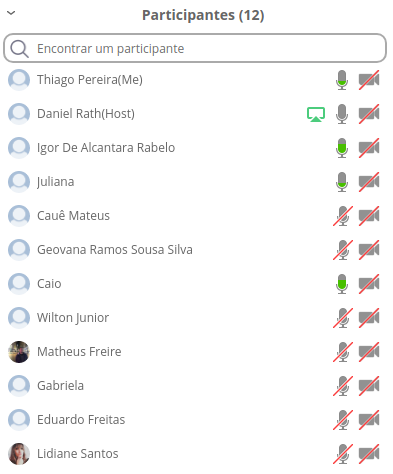 Participantes (12)
Encontrar um participante
Thiago Pereira(Me)
Daniel Rath(Host)
Igor De Alcantara Rabelo
Juliana
Cauê Mateus
Geovana Ramos Sousa Silva
Caio
Wilton Junior
Matheus Freire
Gabriela
Eduardo Freitas
Lidiane Santos